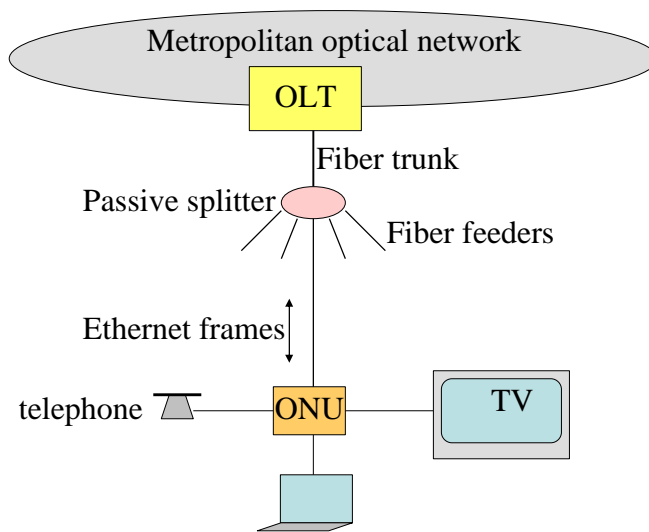 Metropolitan optical network
OLT
Fiber trunk
Passive splitter
Fiber feeders
Ethernet frames
telephone
ONU
TV